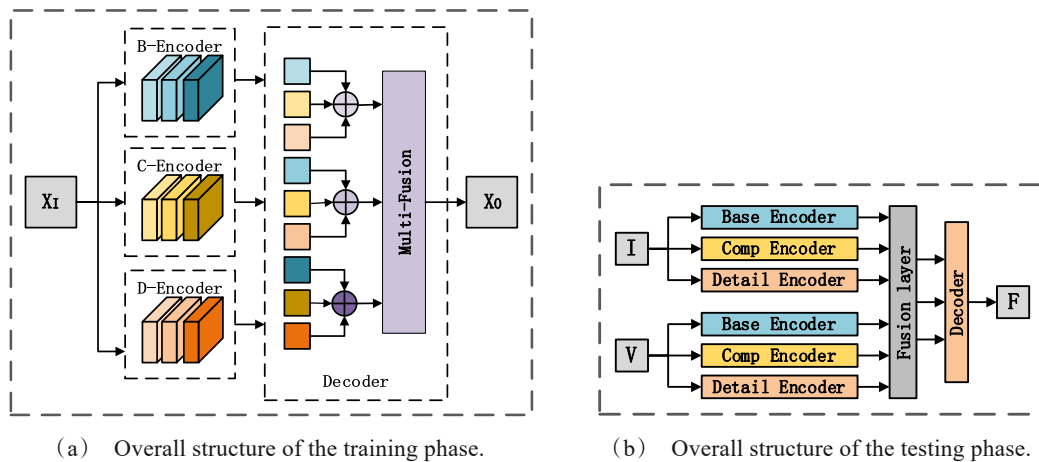 B-Encoder
C-Encoder
D-Encoder
XI
Multi-Fusion
XO
Decoder
(a) Overall structure of the training phase.
I
Base Encoder
Comp Encoder
Detail Encoder
V
Base Encoder
Comp Encoder
Detail Encoder
Fusion layer
Decoder
F
(b) Overall structure of the testing phase.